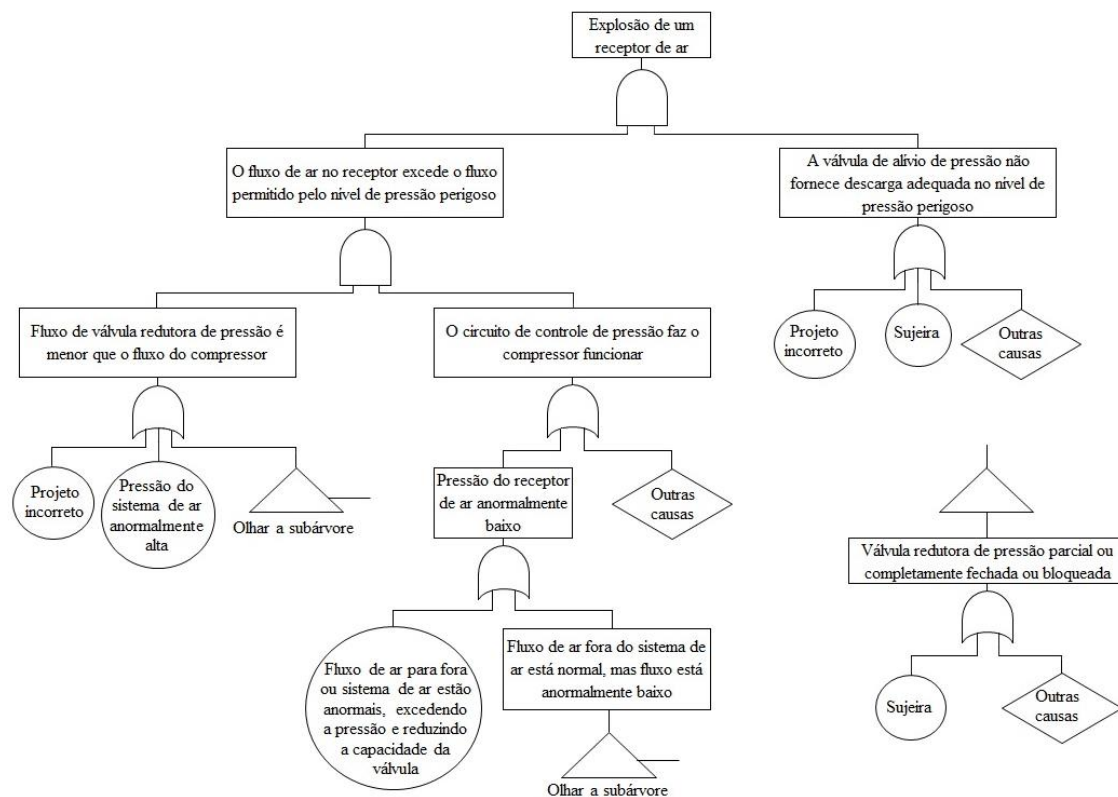 Explosão de um
receptor de ar
O fluxo de ar no receptor excede o fluxo
permitido pelo nível de pressão perigoso
A válvula de alívio de pressão não
fornece descarga adequada no nível de
pressão perigoso
Fluxo de válvula redutora de pressão é
menor que o fluxo do compressor
O circuito de controle de pressão faz o
compressor funcionar
Projeto
incorreto
Sujeira
Outras
causas
Projeto
incorreto
Pressão do
sistema de ar
anormalmente
alta
Olhar a subárvore
Pressão do receptor
de ar anormalmente
baixo
Outras
causas
Válvula redutora de pressão parcial ou
completamente fechada ou bloqueada
Fluxo de ar para fora
ou sistema de ar estão
anormais, excedendo
a pressão e reduzindo
a capacidade da
válvula
Fluxo de ar fora do sistema de
ar está normal, mas fluxo está
anormalmente baixo
Olhar a subárvore
Sujeira
Outras
causas